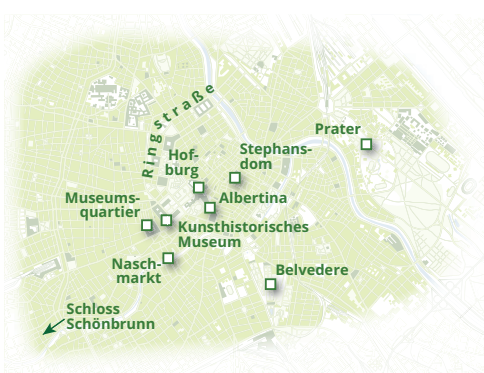 Ringstraße
Prater
Stephans-
dom
Hof-
burg
Albertina
Museums-
quartier
Kunsthistorisches
Museum
Nasch-
markt
Belvedere
Schloss
Schönbrunn